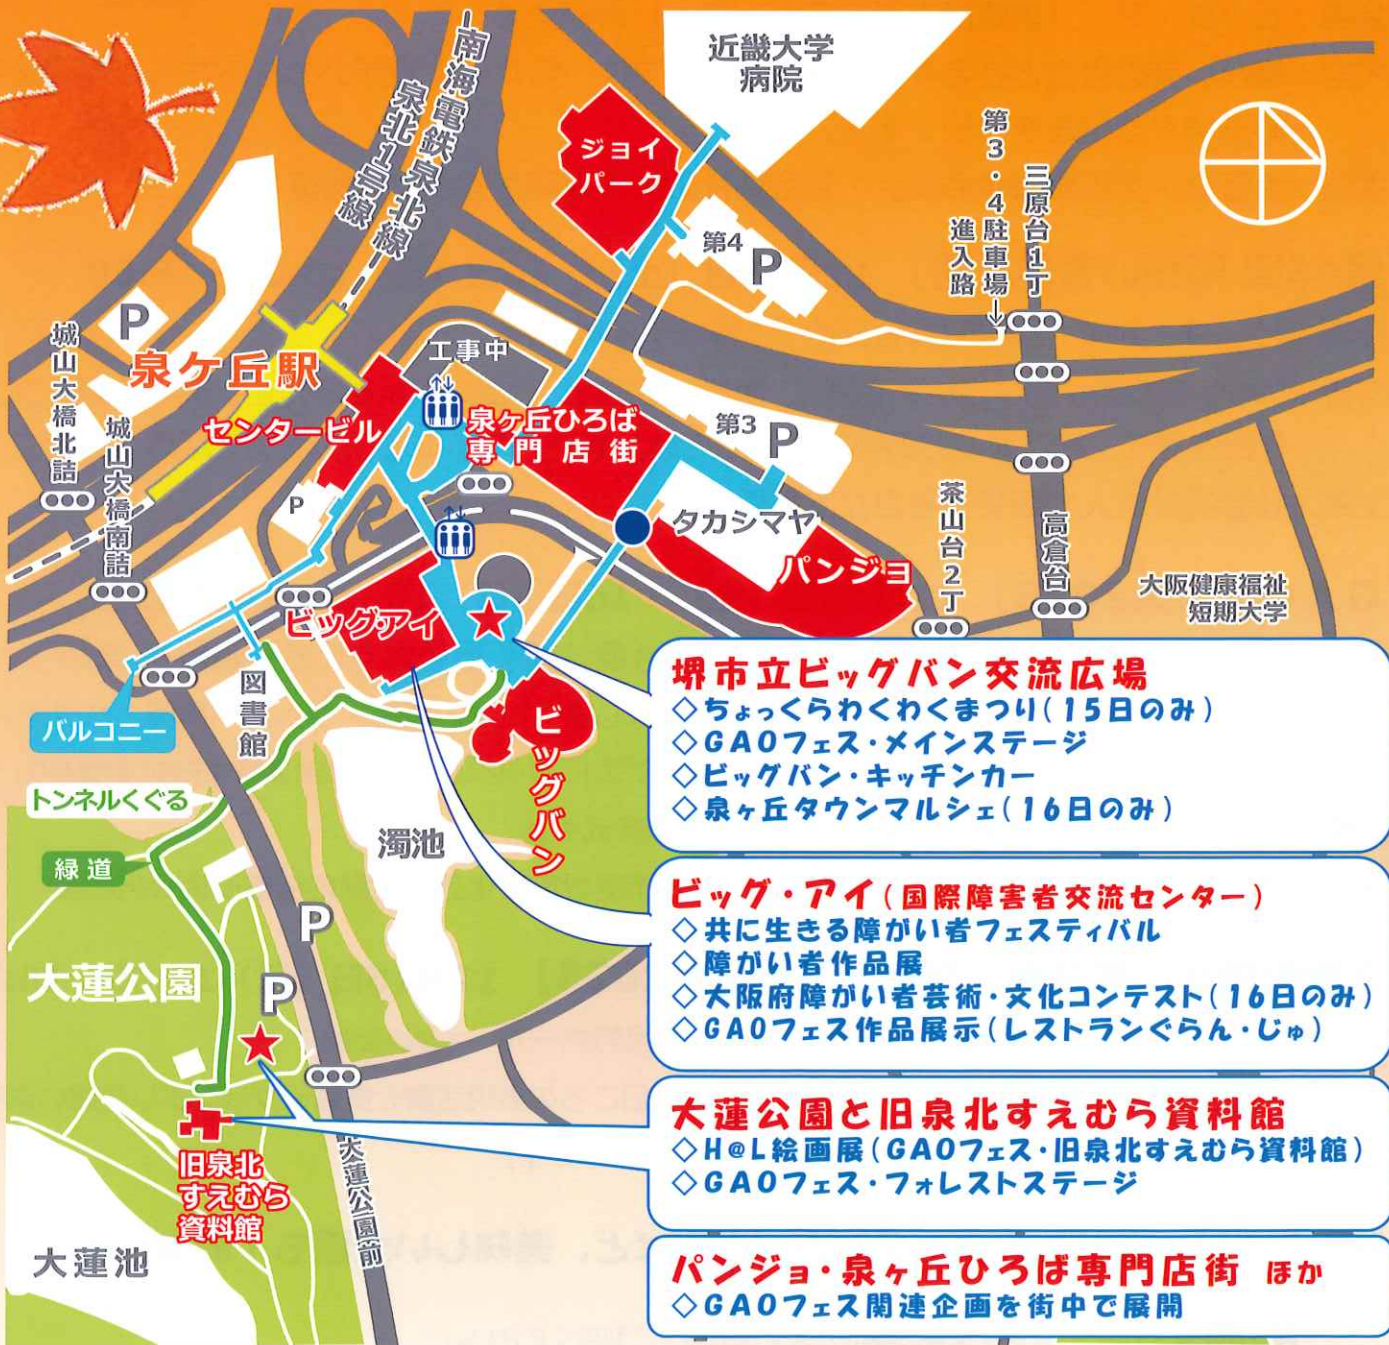 南海電鉄泉北線
泉北1号線
近畿大学
病院
ジョイ
パーク
第4 P
第3・4駐車場
進入路
三原台1丁
P
泉ケ丘駅
城山大橋北詰
城山大橋南詰
工事中
センタービル
泉ヶ丘ひろば
専門店街
第3 P
P
タカシマヤ
パンジョ
茶山台2丁
高倉台
大阪健康福祉
短期大学
ビッグ・アイ
図書館
バルコニー
ビッグバン
トンネルくぐる
緑道
濁池
P
大蓮公園
P
旧泉北
すえむら
資料館
大蓮公園前
大蓮池
堺市立ビッグバン交流広場
◇ちょっくらわくわくまつり(15日のみ)
◇GAOフェス・メインステージ
◇ビッグバン・キッチンカー
◇泉ヶ丘タウンマルシェ(16日のみ)
ビッグ・アイ(国際障害者交流センター)
◇共に生きる障がい者フェスティバル
◇障がい者作品展
◇大阪府障がい者芸術・文化コンテスト(16日のみ)
◇GAOフェス作品展示(レストランぐらん・じゅ)
大蓮公園と旧泉北すえむら資料館
◇H@L絵画展(GAOフェス・旧泉北すえむら資料館)
◇GAOフェス・フォレストステージ
パンジョ・泉ヶ丘ひろば専門店街 ほか
◇GAOフェス関連企画を街中で展開